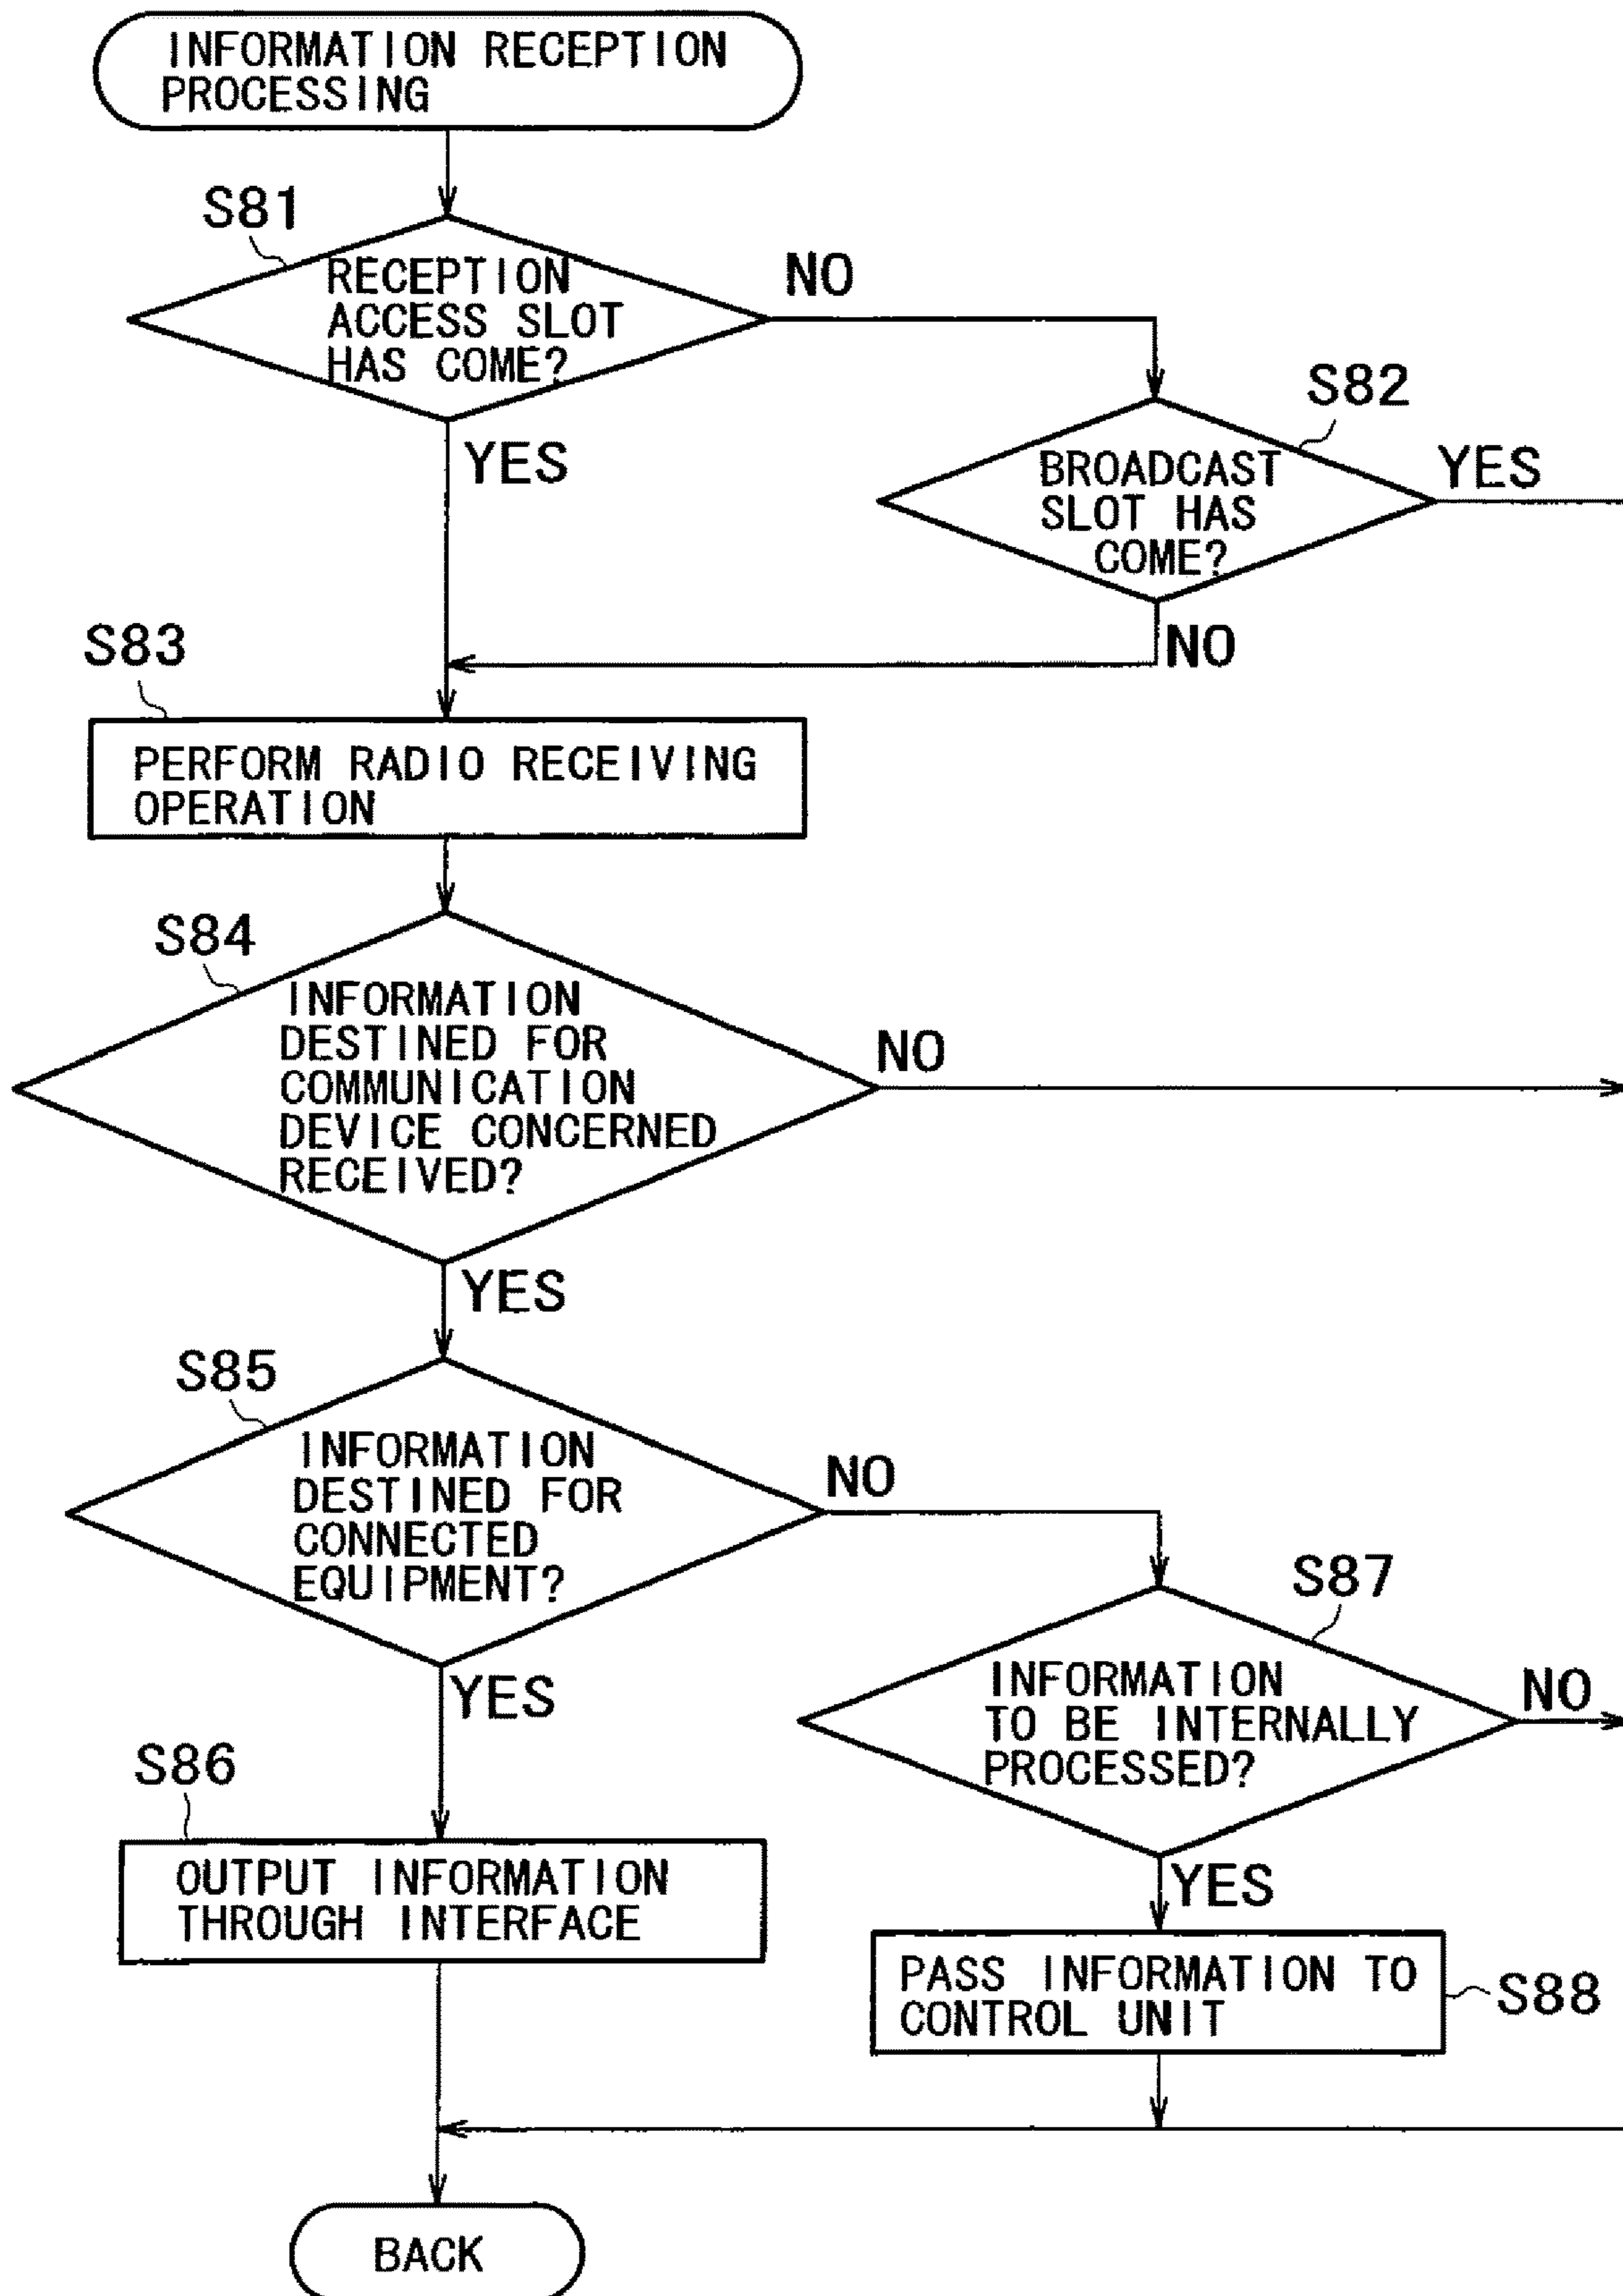 INFORMATION RECEPTION
PROCESSING
S81
RECEPTION
ACCESS SLOT
HAS COME?
NO
YES
S82
BROADCAST
SLOT HAS
COME?
YES
NO
S83
PERFORM RADIO RECEIVING
OPERATION
S84
INFORMATION
DESTINED FOR
COMMUNICATION
DEVICE CONCERNED
RECEIVED?
NO
YES
S85
INFORMATION
DESTINED FOR
CONNECTED
EQUIPMENT?
NO
YES
S87
INFORMATION
TO BE INTERNALLY
PROCESSED?
NO
YES
S86
OUTPUT INFORMATION
THROUGH INTERFACE
PASS INFORMATION TO
CONTROL UNIT
S88
BACK